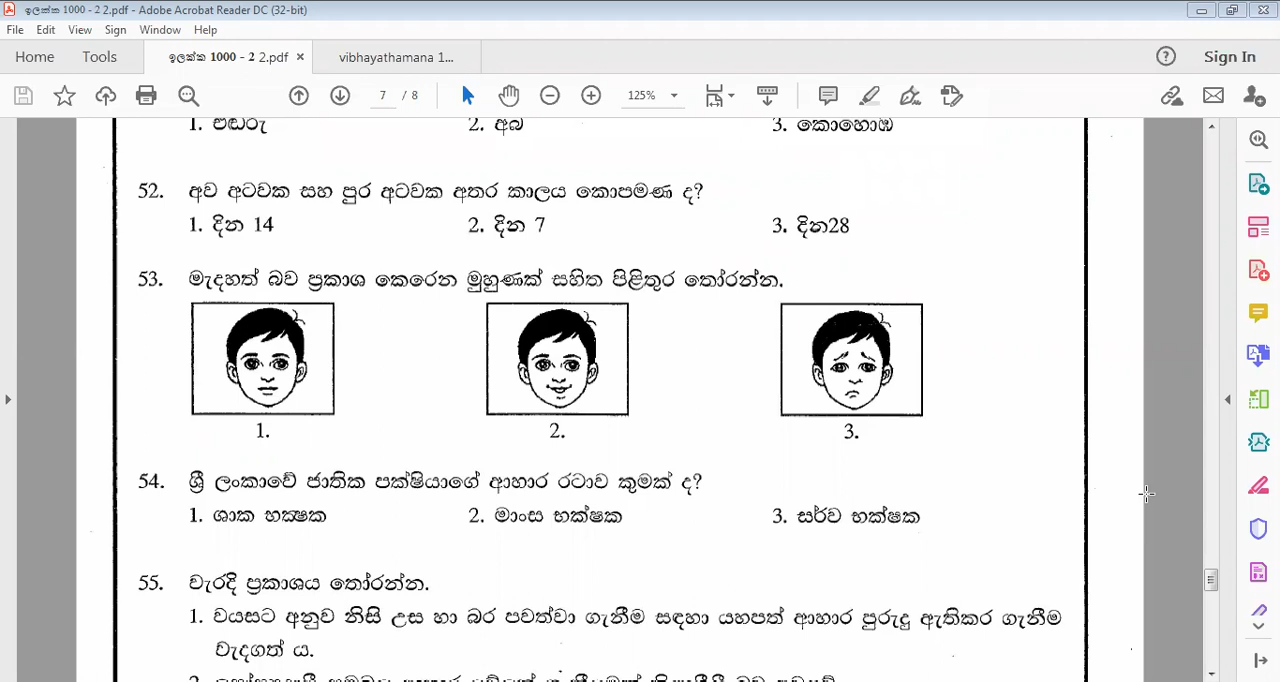 ඉලක්ක 1000 - 2 2.pdf - Adobe Acrobat Reader DC (32-bit)
File Edit View Sign Window Help
Home Tools ඉලක්ක 1000 - 2 2.pdf × vibhayathamana 1... Sign In
7 / 8 125%
1. එඬරු 2. අබ 3. කොහොඹ
52. අව අටවක සහ පුර අටවක අතර කාලය කොපමණ ද?
1. දින 14 2. දින 7 3. දින28
53. මැදහත් බව ප්‍රකාශ කෙරෙන මුහුණක් සහිත පිළිතුර තෝරන්න.
1. 2. 3.
54. ශ්‍රී ලංකාවේ ජාතික පක්ෂියාගේ ආහාර රටාව කුමක් ද?
1. ශාක භක්ෂක 2. මාංස භක්ෂක 3. සර්ව භක්ෂක
55. වැරදි ප්‍රකාශය තෝරන්න.
1. වයසට අනුව නිසි උස හා බර පවත්වා ගැනීම සඳහා යහපත් ආහාර පුරුදු ඇතිකර ගැනීම
වැදගත් ය.